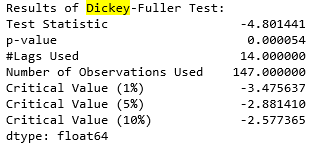 Results of Dickey-Fuller Test:
Test Statistic -4.801441
p-value 0.000054
#Lags Used 14.000000
Number of Observations Used 147.000000
Critical Value (1%) -3.475637
Critical Value (5%) -2.881410
Critical Value (10%) -2.577365
dtype: float64